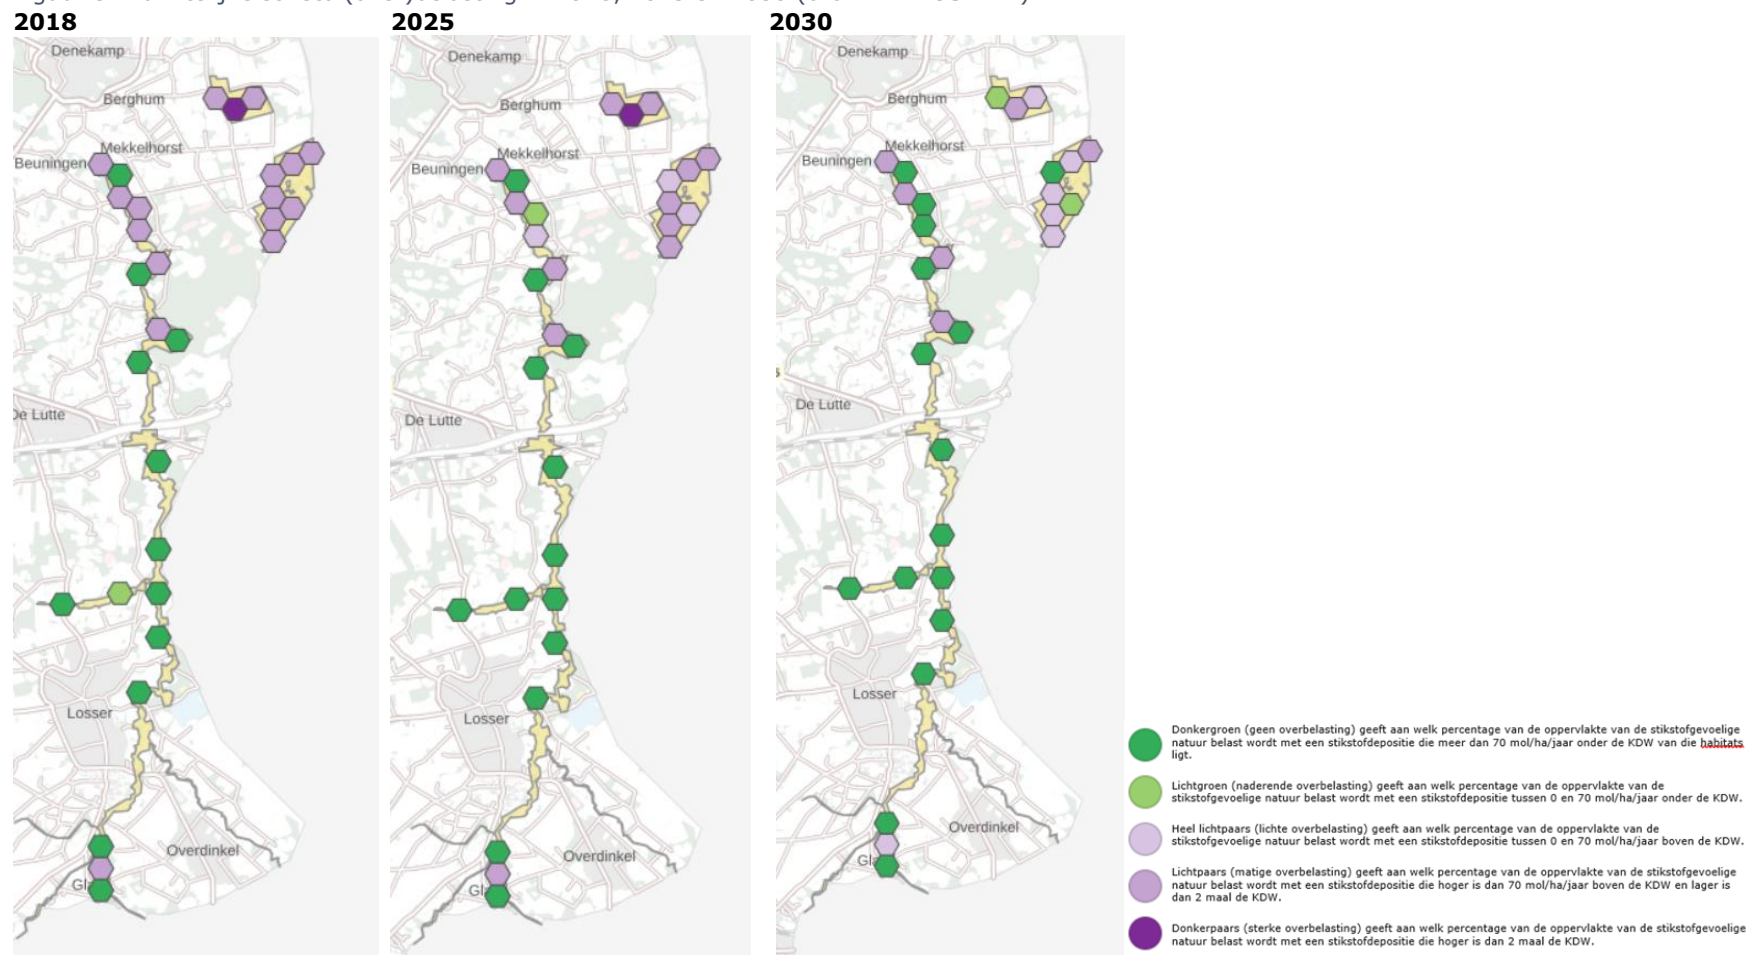 2018
2025
2030
Denekamp
Berghum
Mekkelhorst
Beuningen
De Lutte
Losser
Overdinkel
Gla
Denekamp
Berghum
Mekkelhorst
Beuningen
De Lutte
Losser
Overdinkel
Gl
Denekamp
Berghum
Mekkelhorst
Beuningen
De Lutte
Losser
Overdinkel
Gl
Donkergroen (geen overbelasting) geeft aan welk percentage van de oppervlakte van de stikstofgevoelige
natuur belast wordt met een stikstofdepositie die meer dan 70 mol/ha/jaar onder de KDW van die habitats
ligt.
Lichtgroen (naderende overbelasting) geeft aan welk percentage van de oppervlakte van de
stikstofgevoelige natuur belast wordt met een stikstofdepositie tussen 0 en 70 mol/ha/jaar onder de KDW.
Heel lichtpaars (lichte overbelasting) geeft aan welk percentage van de oppervlakte van de
stikstofgevoelige natuur belast wordt met een stikstofdepositie tussen 0 en 70 mol/ha/jaar boven de KDW.
Lichtpaars (matige overbelasting) geeft aan welk percentage van de oppervlakte van de stikstofgevoelige
natuur belast wordt met een stikstofdepositie die hoger is dan 70 mol/ha/jaar boven de KDW en lager is
dan 2 maal de KDW.
Donkerpaars (sterke overbelasting) geeft aan welk percentage van de oppervlakte van de stikstofgevoelige
natuur belast wordt met een stikstofdepositie die hoger is dan 2 maal de KDW.